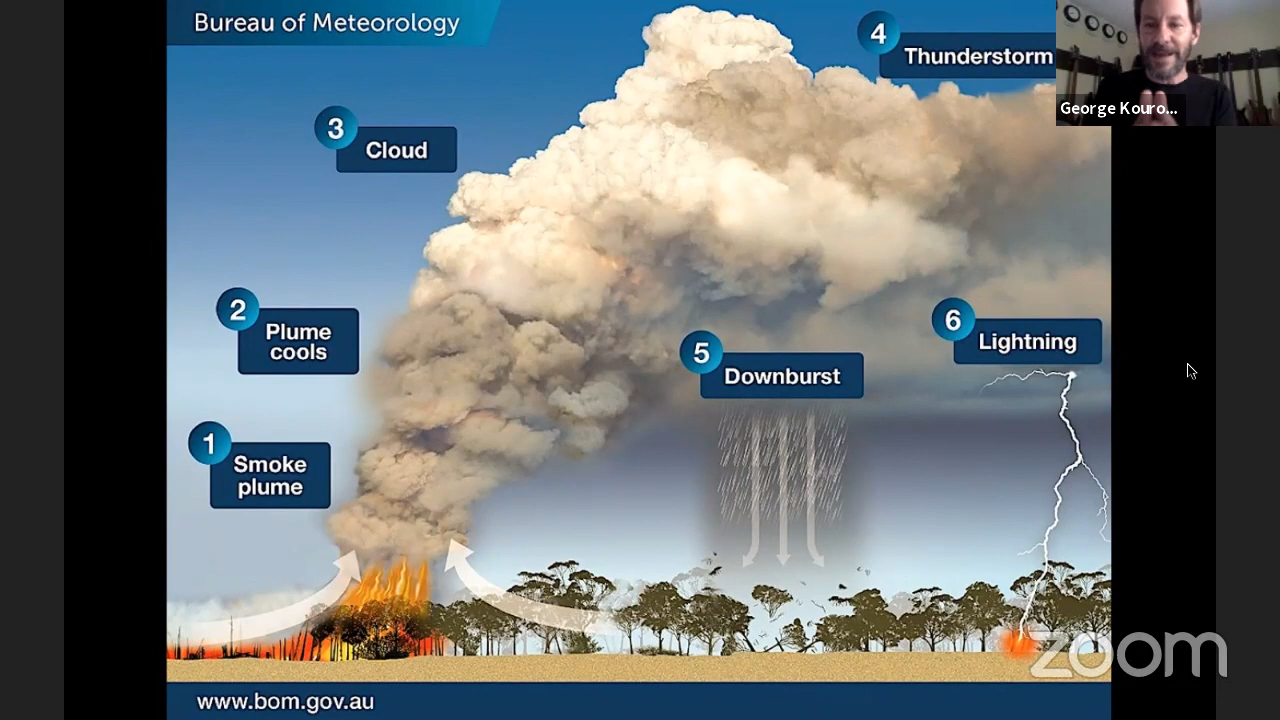 Bureau of Meteorology
4
Thunderstorm
George Kouro...
3
Cloud
2
Plume
cools
6
Lightning
5
Downburst
1
Smoke
plume
zoom
www.bom.gov.au